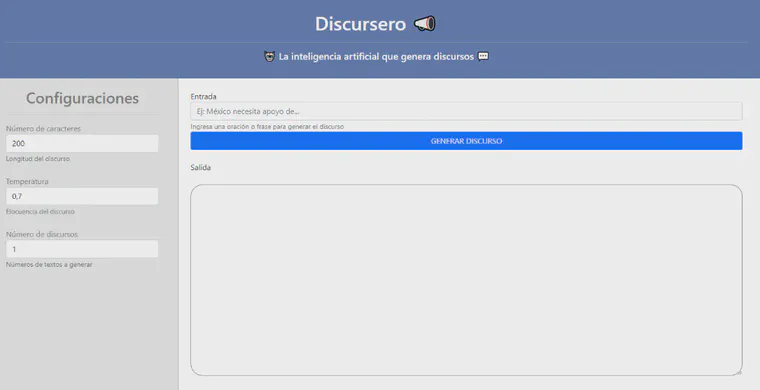 Discursero
La inteligencia artificial que genera discursos
Configuraciones
Número de caracteres
200
Longitud del discurso
Temperatura
0,7
Elocuencia del discurso
Número de discursos
1
Números de textos a generar
Entrada
Ej: México necesita apoyo de...
Ingresa una oración o frase para generar el discurso
GENERAR DISCURSO
Salida